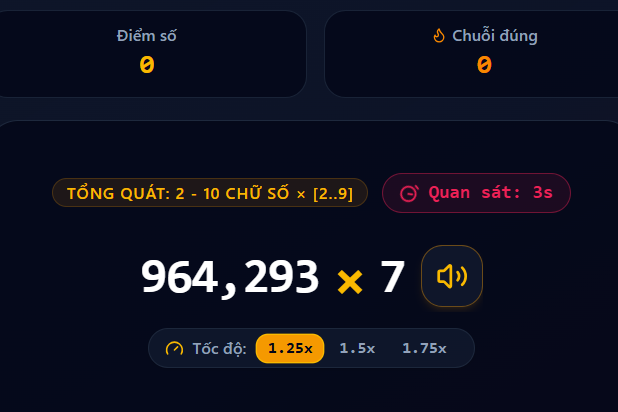 Điểm số
0
Chuỗi đúng
0
TỔNG QUÁT: 2 - 10 CHỮ SỐ × [2..9]
Quan sát: 3s
964,293 × 7
Tốc độ: 1.25x 1.5x 1.75x